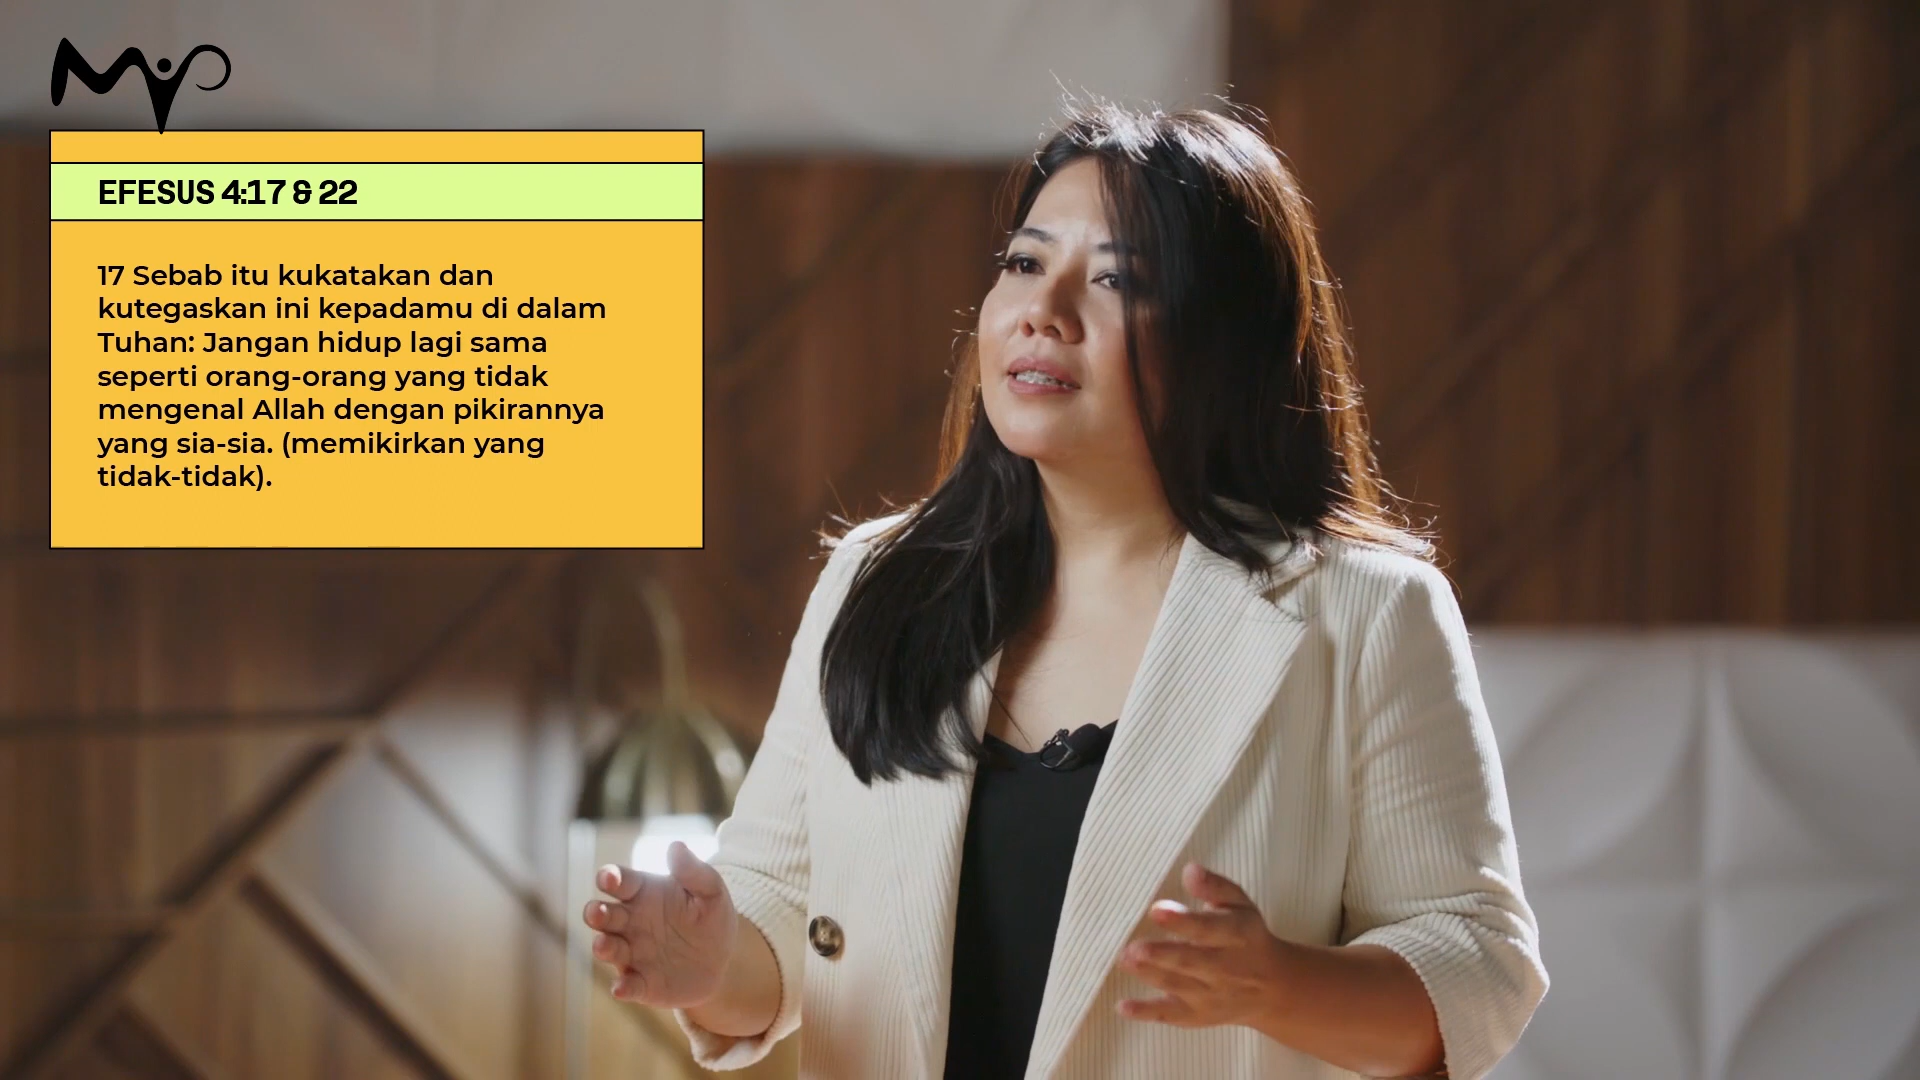 MYP
EFESUS 4:17 & 22
17 Sebab itu kukatakan dan
kutegaskan ini kepadamu di dalam
Tuhan: Jangan hidup lagi sama
seperti orang-orang yang tidak
mengenal Allah dengan pikirannya
yang sia-sia. (memikirkan yang
tidak-tidak).